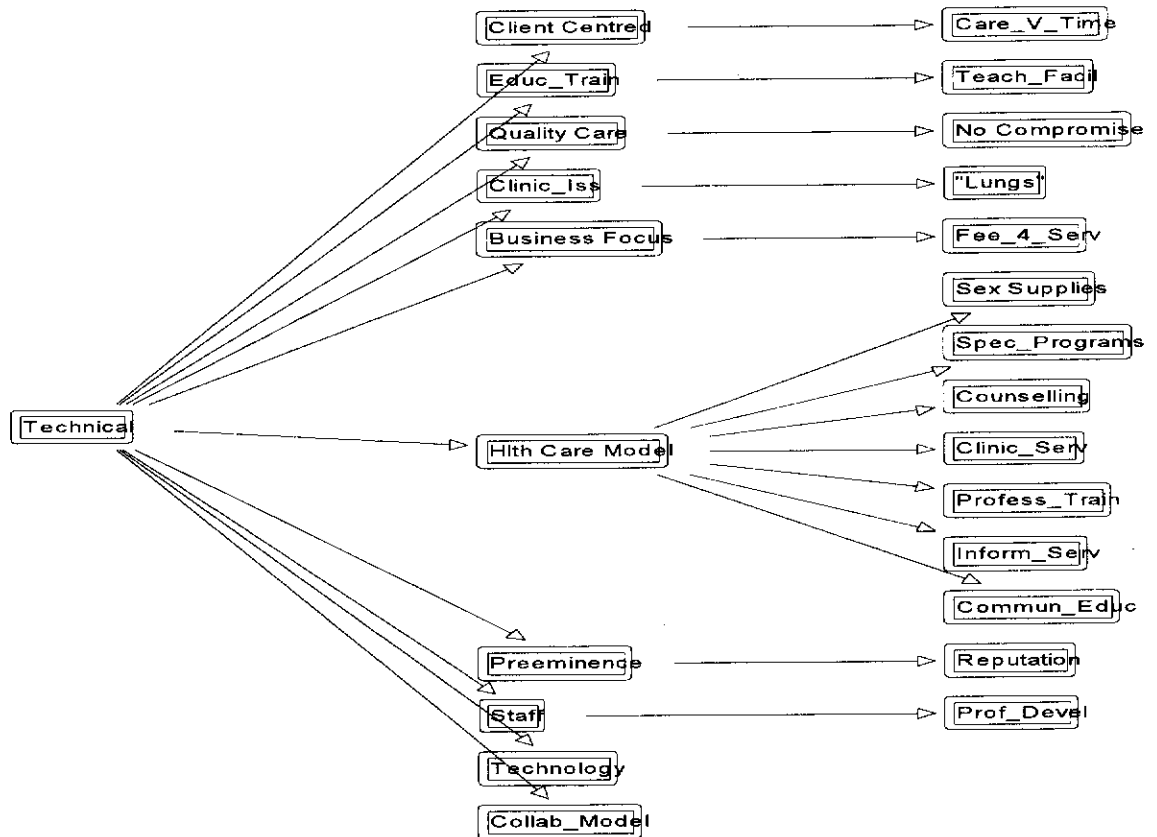 Client Centred
Care_V_Time
Educ_Train
Teach_Facil
Quality Care
No Compromise
Clinic_Iss
"Lungs"
Business Focus
Fee_4_Serv
Sex Supplies
Spec_Programs
Counselling
Technical
Hlth Care Model
Clinic_Serv
Profess_Train
Inform_Serv
Commun_Educ
Preeminence
Reputation
Staff
Prof_Devel
Technology
Collab_Model